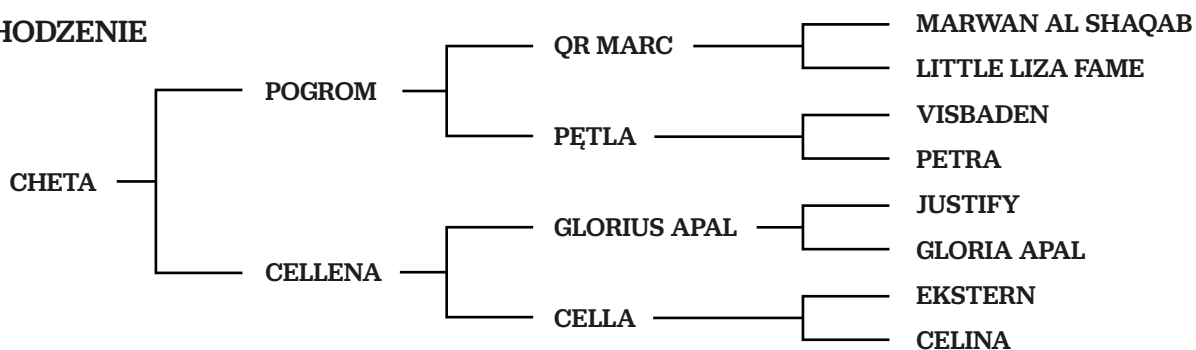 HODZENIE
MARWAN AL SHAQAB
QR MARC
LITTLE LIZA FAME
POGROM
VISBADEN
PĘTLA
PETRA
CHETA
JUSTIFY
GLORIUS APAL
GLORIA APAL
CELLENA
EKSTERN
CELLA
CELINA